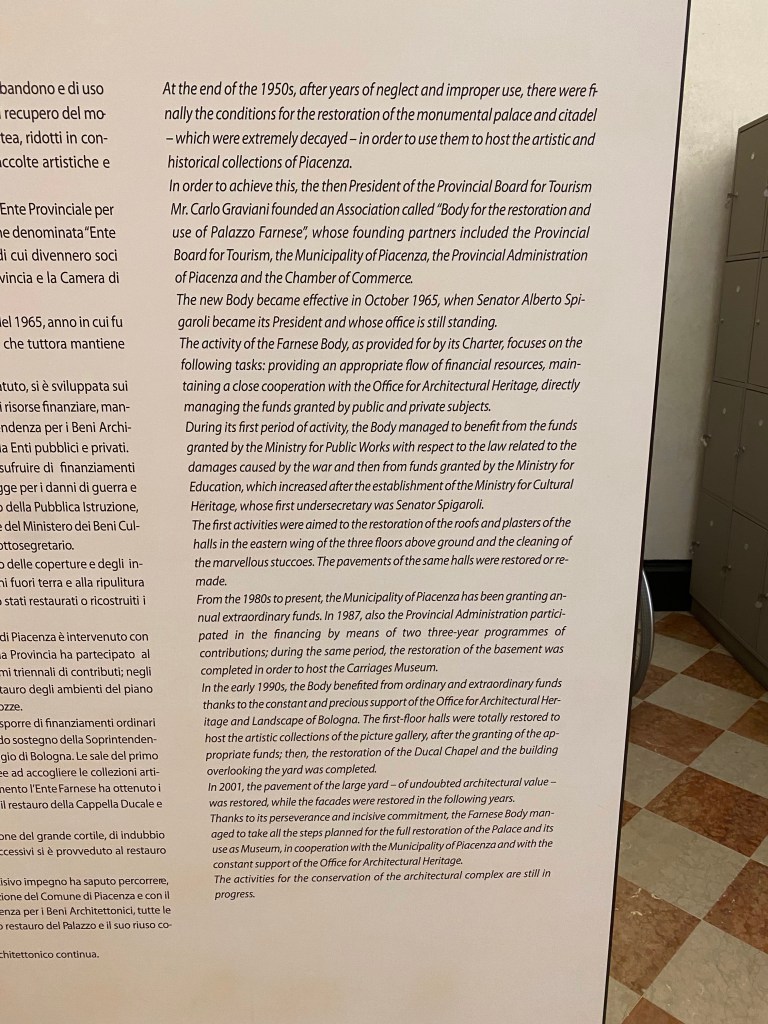 bandono e di uso
recupero del mo-
tea, ridotti in con-
accolte artistiche e
Ente Provinciale per
ne denominata "Ente
di cui divennero soci
vincia e la Camera di
del 1965, anno in cui fu
che tuttora mantiene
atuto, si è sviluppata sui
i risorse finanziare, man-
ndenza per i Beni Archi-
da Enti pubblici e privati.
sufruire di finanziamenti
gge per i danni di guerra e
o della Pubblica Istruzione,
e del Ministero dei Beni Cul-
ottosegretario.
o delle coperture e degli in-
ni fuori terra e alla ripulitura
stati restaurati o ricostruiti i
di Piacenza è intervenuto con
a Provincia ha partecipato al
mi triennali di contributi; negli
tauro degli ambienti del piano
ozze.
sporre di finanziamenti ordinari
do sostegno della Soprintenden-
gio di Bologna. Le sale del primo
ee ad accogliere le collezioni arti-
mento l'Ente Farnese ha ottenuto i
il restauro della Cappella Ducale e
one del grande cortile, di indubbio
ccessivi si è provveduto al restauro
isivo impegno ha saputo percorrere,
zione del Comune di Piacenza e con il
enza per i Beni Architettonici, tutte le
o restauro del Palazzo e il suo riuso co-
chitettonico continua.
At the end of the 1950s, after years of neglect and improper use, there were fi-
nally the conditions for the restoration of the monumental palace and citadel
– which were extremely decayed – in order to use them to host the artistic and
historical collections of Piacenza.
In order to achieve this, the then President of the Provincial Board for Tourism
Mr. Carlo Graviani founded an Association called "Body for the restoration and
use of Palazzo Farnese", whose founding partners included the Provincial
Board for Tourism, the Municipality of Piacenza, the Provincial Administration
of Piacenza and the Chamber of Commerce.
The new Body became effective in October 1965, when Senator Alberto Spi-
garoli became its President and whose office is still standing.
The activity of the Farnese Body, as provided for by its Charter, focuses on the
following tasks: providing an appropriate flow of financial resources, main-
taining a close cooperation with the Office for Architectural Heritage, directly
managing the funds granted by public and private subjects.
During its first period of activity, the Body managed to benefit from the funds
granted by the Ministry for Public Works with respect to the law related to the
damages caused by the war and then from funds granted by the Ministry for
Education, which increased after the establishment of the Ministry for Cultural
Heritage, whose first undersecretary was Senator Spigaroli.
The first activities were aimed to the restoration of the roofs and plasters of the
halls in the eastern wing of the three floors above ground and the cleaning of
the marvellous stuccoes. The pavements of the same halls were restored or re-
made.
From the 1980s to present, the Municipality of Piacenza has been granting an-
nual extraordinary funds. In 1987, also the Provincial Administration partici-
pated in the financing by means of two three-year programmes of
contributions; during the same period, the restoration of the basement was
completed in order to host the Carriages Museum.
In the early 1990s, the Body benefited from ordinary and extraordinary funds
thanks to the constant and precious support of the Office for Architectural Her-
itage and Landscape of Bologna. The first-floor halls were totally restored to
host the artistic collections of the picture gallery, after the granting of the ap-
propriate funds; then, the restoration of the Ducal Chapel and the building
overlooking the yard was completed.
In 2001, the pavement of the large yard – of undoubted architectural value –
was restored, while the facades were restored in the following years.
Thanks to its perseverance and incisive commitment, the Farnese Body man-
aged to take all the steps planned for the full restoration of the Palace and its
use as Museum, in cooperation with the Municipality of Piacenza and with the
constant support of the Office for Architectural Heritage.
The activities for the conservation of the architectural complex are still in
progress.